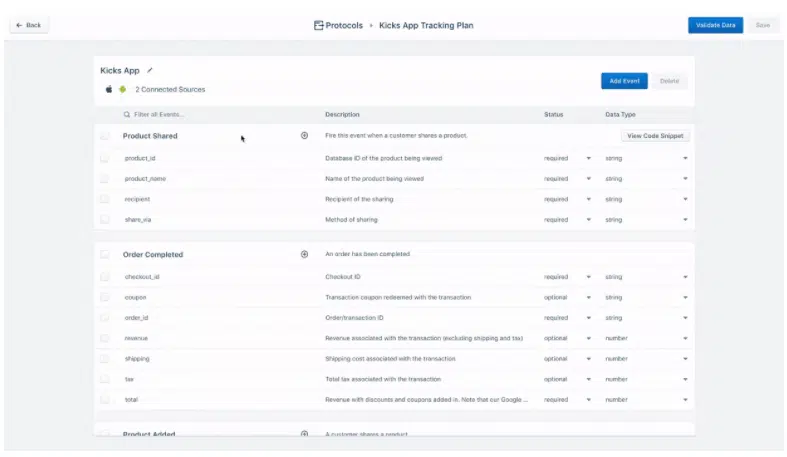 ← Back
Protocols › Kicks App Tracking Plan
Validate Data
Save
Kicks App
2 Connected Sources
Add Event
Delete
Filter all Events...
Description
Status
Data Type
Product Shared
Fire this event when a customer shares a product.
View Code Snippet
product_id Database ID of the product being viewed required string
product_name Name of the product being viewed required string
recipient Recipient of the sharing required string
share_via Method of sharing required string
Order Completed An order has been completed
checkout_id Checkout ID required string
coupon Transaction coupon redeemed with the transaction optional string
order_id Order/transaction ID required string
revenue Revenue associated with the transaction (excluding shipping and tax) optional number
shipping Shipping cost associated with the transaction optional number
tax Total tax associated with the transaction optional number
total Revenue with discounts and coupons added in. Note that our Google ... required number
Product Added A customer shares a product